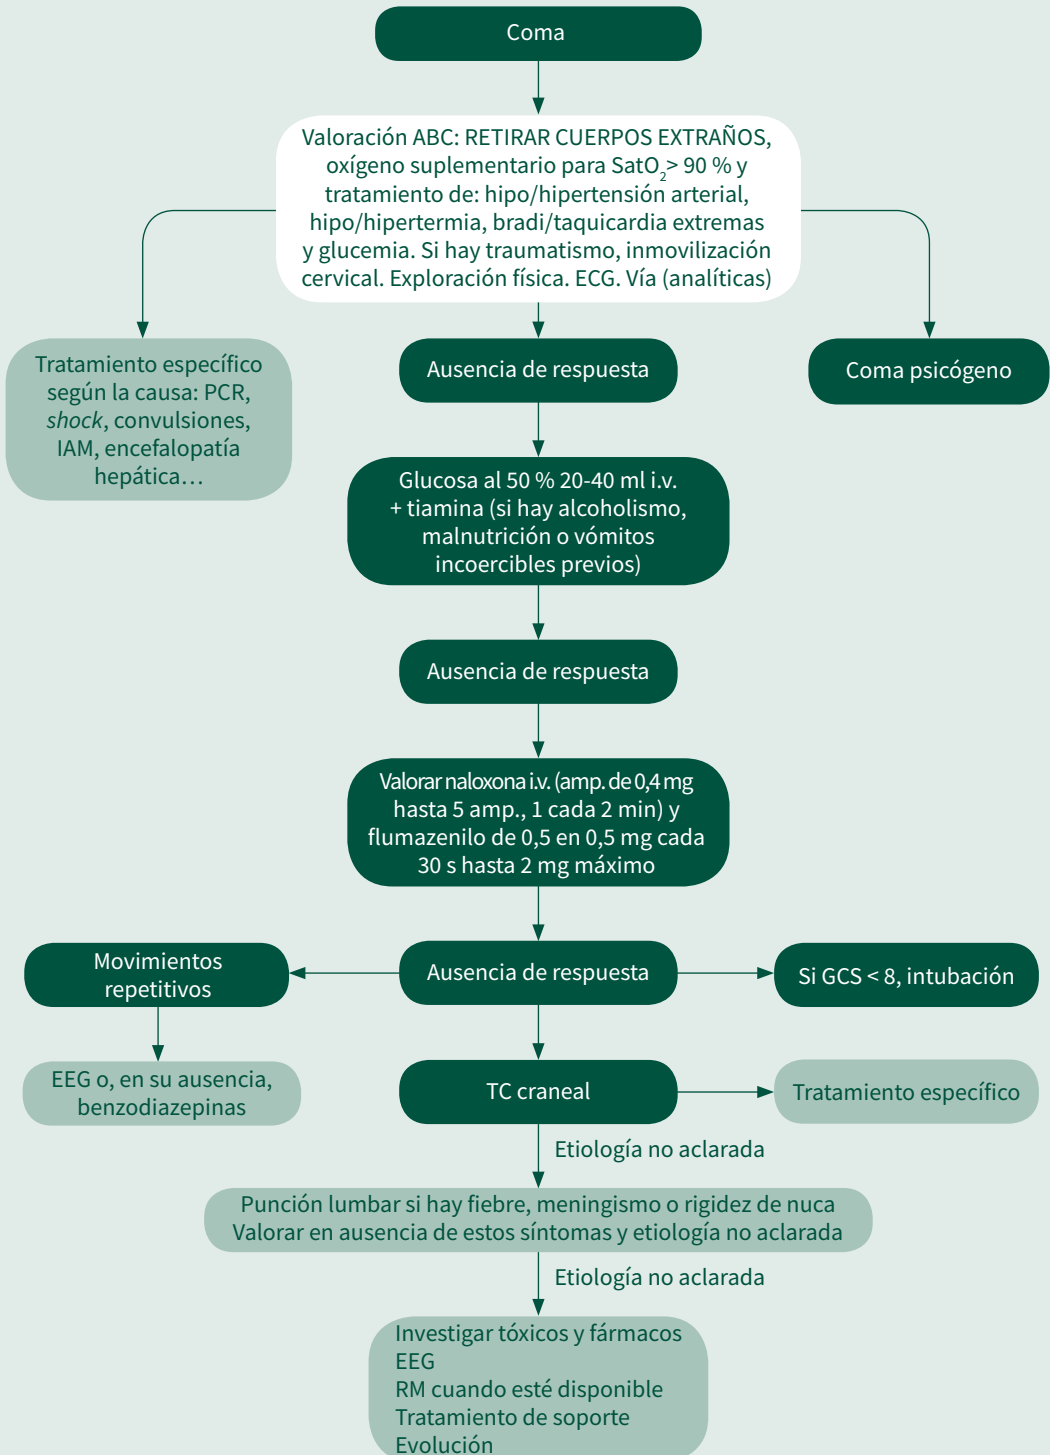 Coma
Valoración ABC: RETIRAR CUERPOS EXTRAÑOS,
oxígeno suplementario para SatO₂> 90 % y
tratamiento de: hipo/hipertensión arterial,
hipo/hipertermia, bradi/taquicardia extremas
y glucemia. Si hay traumatismo, inmovilización
cervical. Exploración física. ECG. Vía (analíticas)
Tratamiento específico
según la causa: PCR,
shock, convulsiones,
IAM, encefalopatía
hepática...
Ausencia de respuesta
Coma psicógeno
Glucosa al 50 % 20-40 ml i.v.
+ tiamina (si hay alcoholismo,
malnutrición o vómitos
incoercibles previos)
Ausencia de respuesta
Valorar naloxona i.v. (amp. de 0,4 mg
hasta 5 amp., 1 cada 2 min) y
flumazenilo de 0,5 en 0,5 mg cada
30 s hasta 2 mg máximo
Movimientos
repetitivos
Ausencia de respuesta
Si GCS < 8, intubación
EEG o, en su ausencia,
benzodiazepinas
TC craneal
Tratamiento específico
Etiología no aclarada
Punción lumbar si hay fiebre, meningismo o rigidez de nuca
Valorar en ausencia de estos síntomas y etiología no aclarada
Etiología no aclarada
Investigar tóxicos y fármacos
EEG
RM cuando esté disponible
Tratamiento de soporte
Evolución